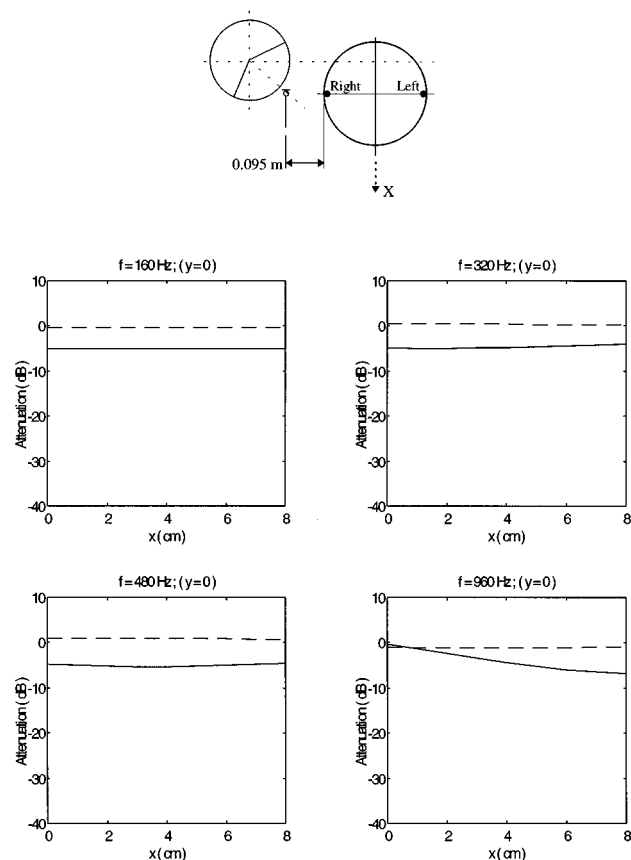 Right
Left
0.095 m
X
f=160Hz; (y=0)
10
0
-10
-20
-30
-40
Attenuation (dB)
0 2 4 6 8
x (cm)
f=320Hz; (y=0)
10
0
-10
-20
-30
-40
Attenuation (dB)
0 2 4 6 8
x (cm)
f=480Hz; (y=0)
10
0
-10
-20
-30
-40
Attenuation (dB)
0 2 4 6 8
x (cm)
f=960Hz; (y=0)
10
0
-10
-20
-30
-40
Attenuation (dB)
0 2 4 6 8
x (cm)